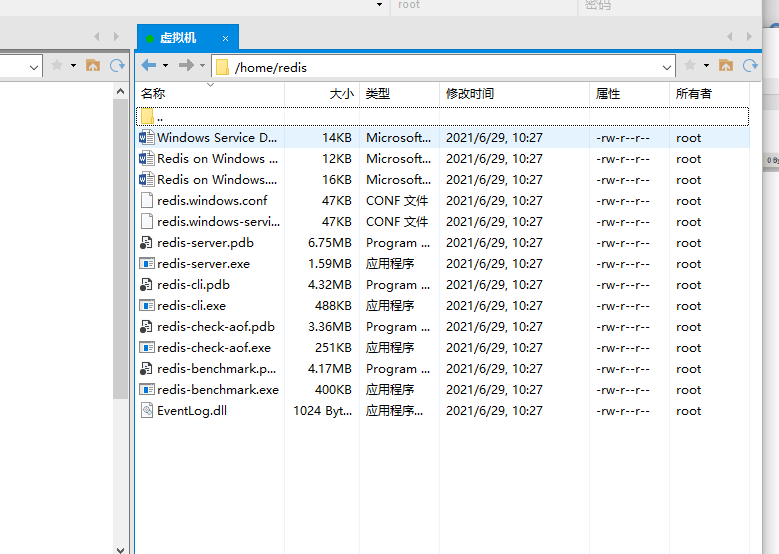 root 密码
虚拟机 ×
/home/redis
名称 大小 类型 修改时间 属性 所有者
..
Windows Service D... 14KB Microsoft... 2021/6/29, 10:27 -rw-r--r-- root
Redis on Windows ... 12KB Microsoft... 2021/6/29, 10:27 -rw-r--r-- root
Redis on Windows.... 16KB Microsoft... 2021/6/29, 10:27 -rw-r--r-- root
redis.windows.conf 47KB CONF 文件 2021/6/29, 10:27 -rw-r--r-- root
redis.windows-servi... 47KB CONF 文件 2021/6/29, 10:27 -rw-r--r-- root
redis-server.pdb 6.75MB Program ... 2021/6/29, 10:27 -rw-r--r-- root
redis-server.exe 1.59MB 应用程序 2021/6/29, 10:27 -rw-r--r-- root
redis-cli.pdb 4.32MB Program ... 2021/6/29, 10:27 -rw-r--r-- root
redis-cli.exe 488KB 应用程序 2021/6/29, 10:27 -rw-r--r-- root
redis-check-aof.pdb 3.36MB Program ... 2021/6/29, 10:27 -rw-r--r-- root
redis-check-aof.exe 251KB 应用程序 2021/6/29, 10:27 -rw-r--r-- root
redis-benchmark.p... 4.17MB Program ... 2021/6/29, 10:27 -rw-r--r-- root
redis-benchmark.exe 400KB 应用程序 2021/6/29, 10:27 -rw-r--r-- root
EventLog.dll 1024 Byt... 应用程序... 2021/6/29, 10:27 -rw-r--r-- root